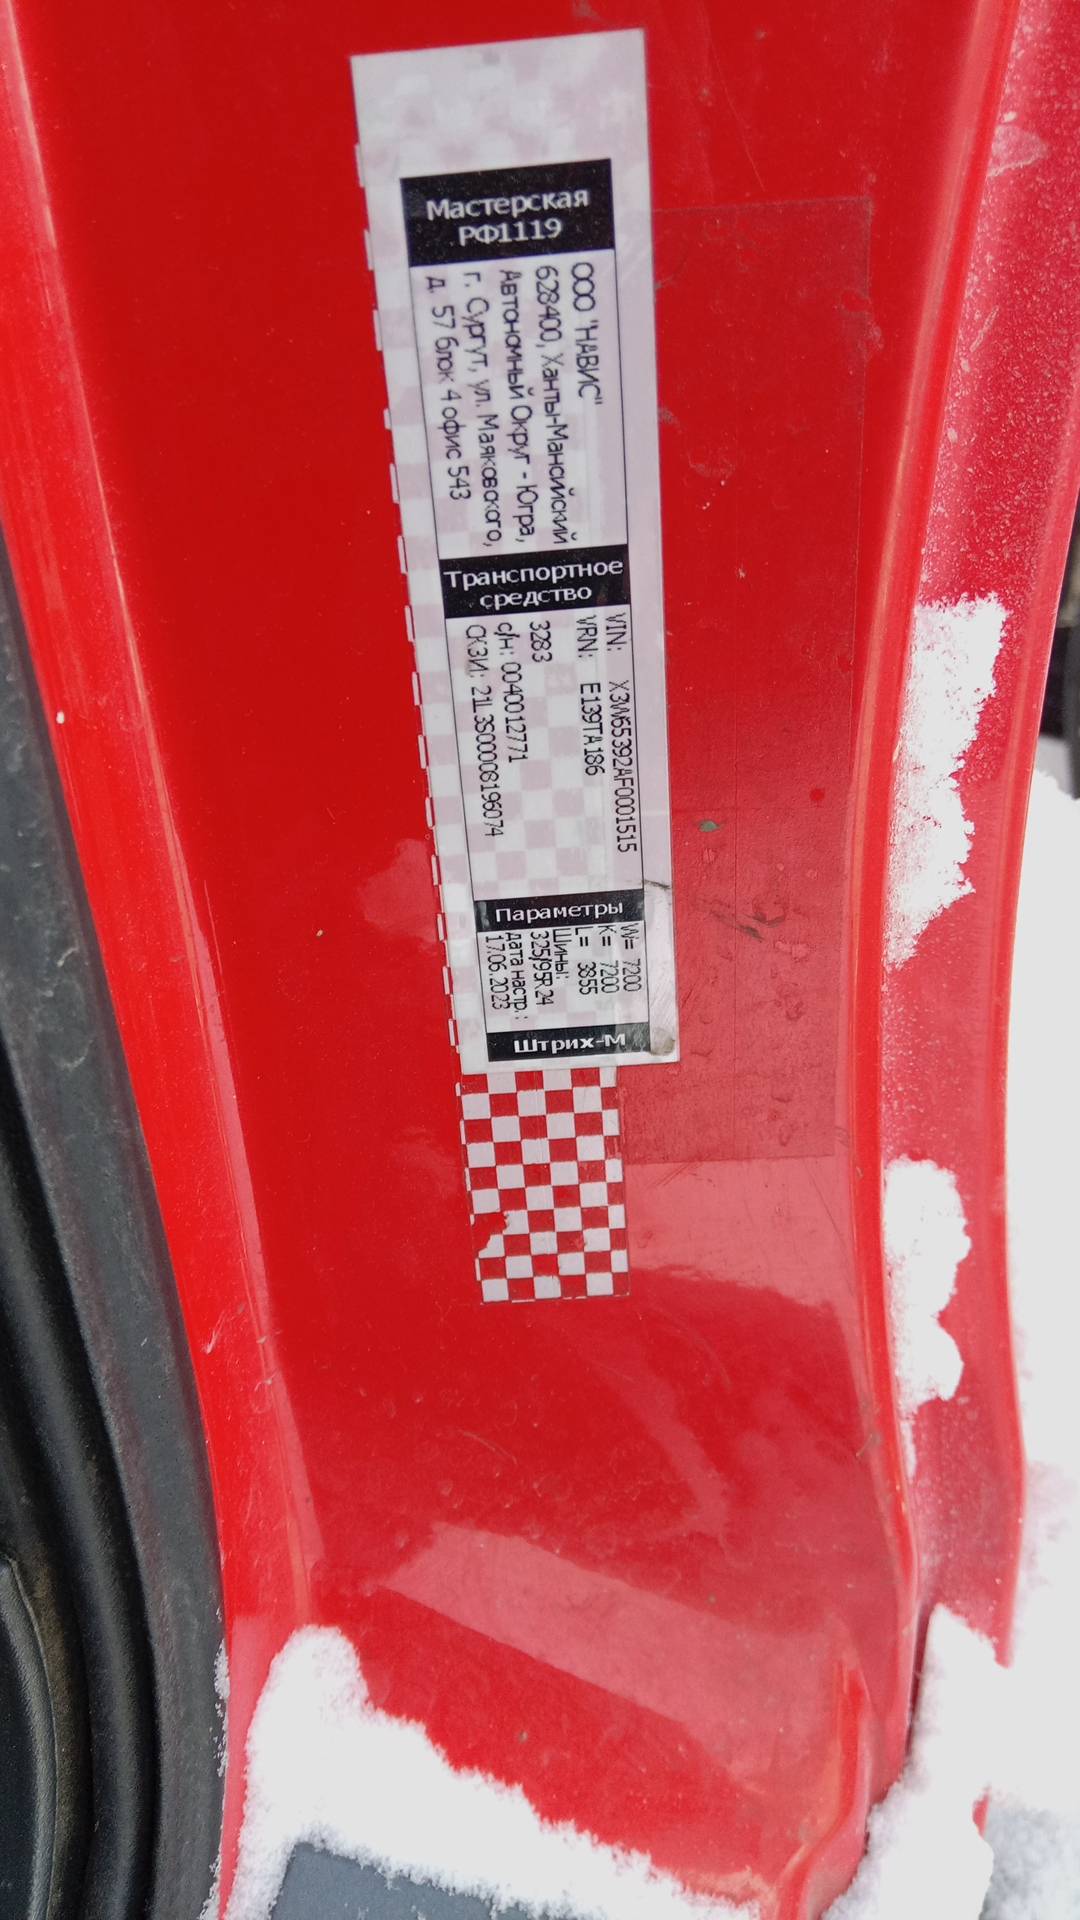 Мастерская
РФ1119
ООО "НАВИС"
628400, Ханты-Мансийский
Автономный Округ - Югра,
г. Сургут, ул. Маяковского,
д. 57 блок 4 офис 543
Транспортное
средство
VIN: X3W65392AF0001515
VRN: E139TA186
3283
с/н: 0040012771
СКЗИ: 21L3S00008196074
Параметры
W= 7200
K= 7200
L= 3855
Шины:
325/95R24
Дата настр.:
17.06.2023
Штрих-М